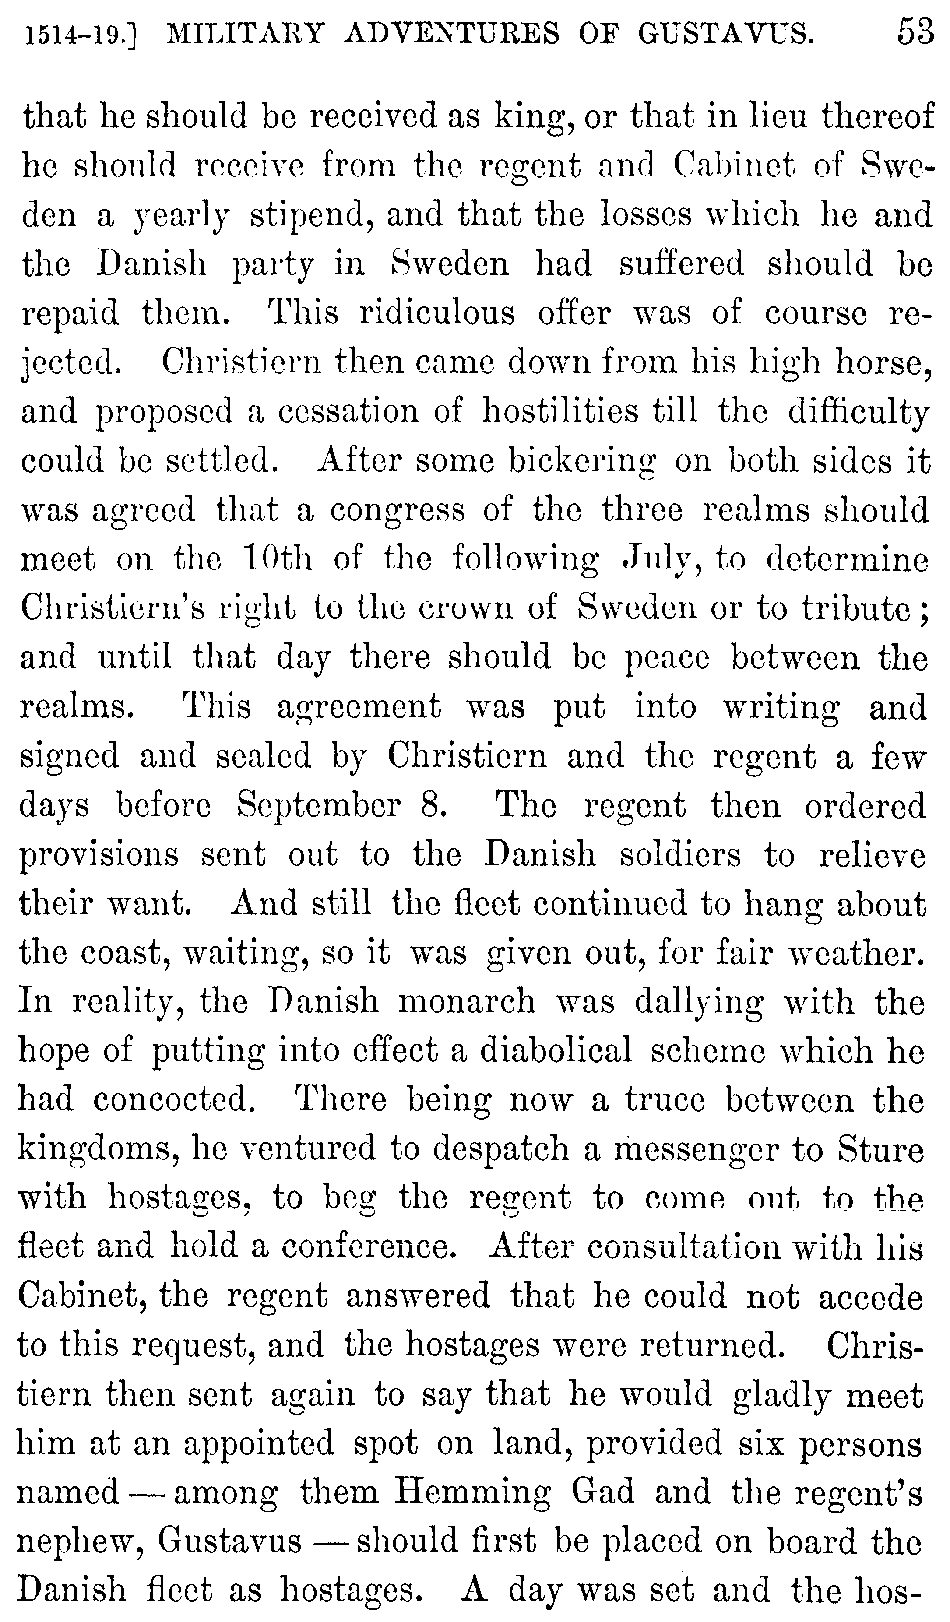 1514-19.] MILITARY ADVENTURES OF GUSTAVUS. 53
that he should be received as king, or that in lieu thereof
he should receive from the regent and Cabinet of Swe-
den a yearly stipend, and that the losses which he and
the Danish party in Sweden had suffered should be
repaid them. This ridiculous offer was of course re-
jected. Christiern then came down from his high horse,
and proposed a cessation of hostilities till the difficulty
could be settled. After some bickering on both sides it
was agreed that a congress of the three realms should
meet on the 10th of the following July, to determine
Christiern's right to the crown of Sweden or to tribute;
and until that day there should be peace between the
realms. This agreement was put into writing and
signed and sealed by Christiern and the regent a few
days before September 8. The regent then ordered
provisions sent out to the Danish soldiers to relieve
their want. And still the fleet continued to hang about
the coast, waiting, so it was given out, for fair weather.
In reality, the Danish monarch was dallying with the
hope of putting into effect a diabolical scheme which he
had concocted. There being now a truce between the
kingdoms, he ventured to despatch a messenger to Sture
with hostages, to beg the regent to come out to the
fleet and hold a conference. After consultation with his
Cabinet, the regent answered that he could not accede
to this request, and the hostages were returned. Chris-
tiern then sent again to say that he would gladly meet
him at an appointed spot on land, provided six persons
named — among them Hemming Gad and the regent's
nephew, Gustavus — should first be placed on board the
Danish fleet as hostages. A day was set and the hos-